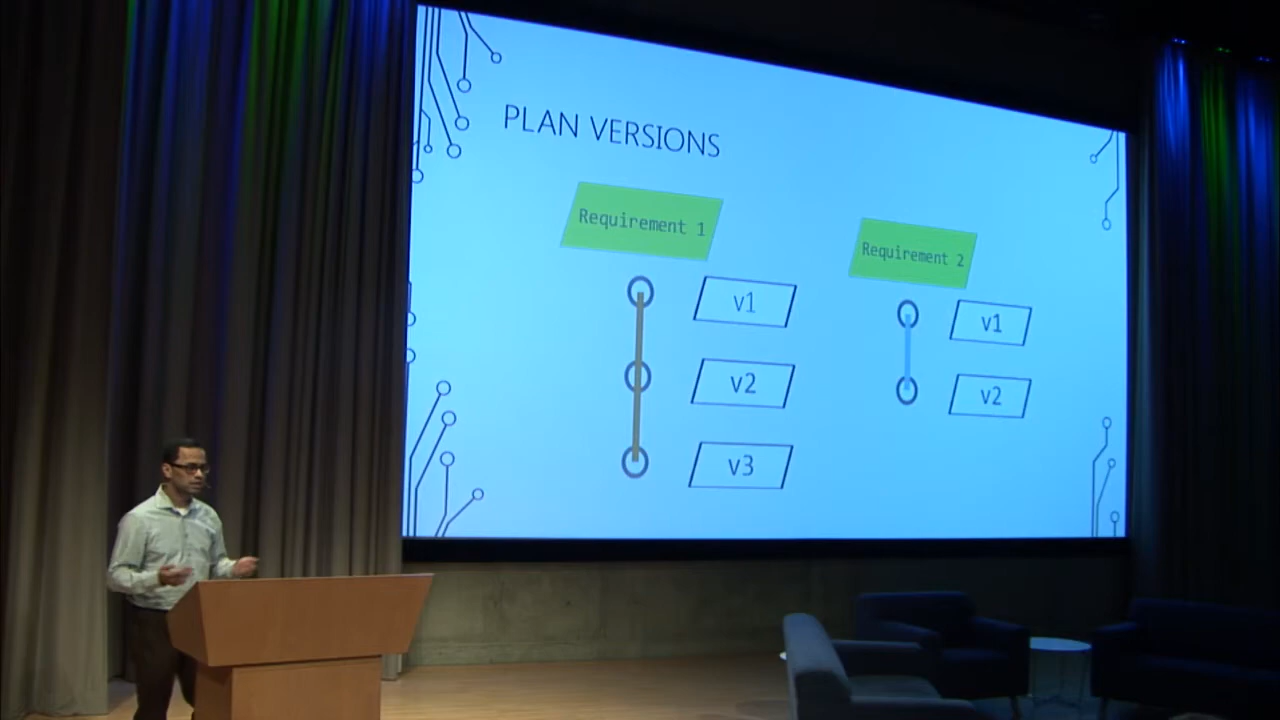 PLAN VERSIONS
Requirement 1
v1
v2
v3
Requirement 2
v1
v2